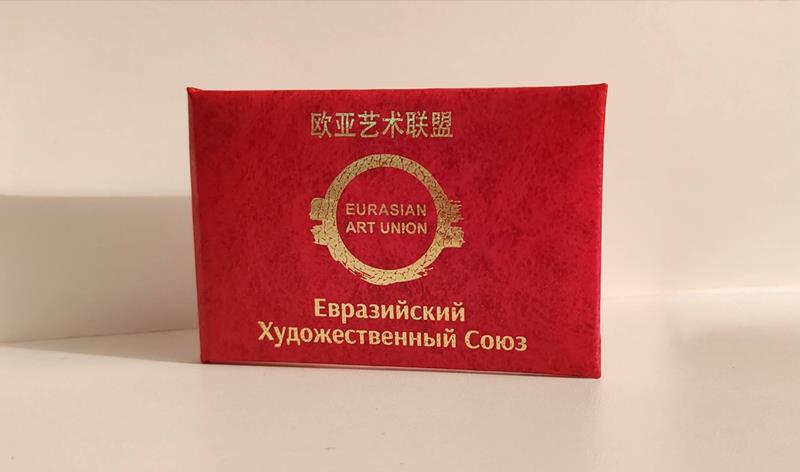 欧亚艺术联盟
EURASIAN
ART UNION
Евразийский
Художественный Союз